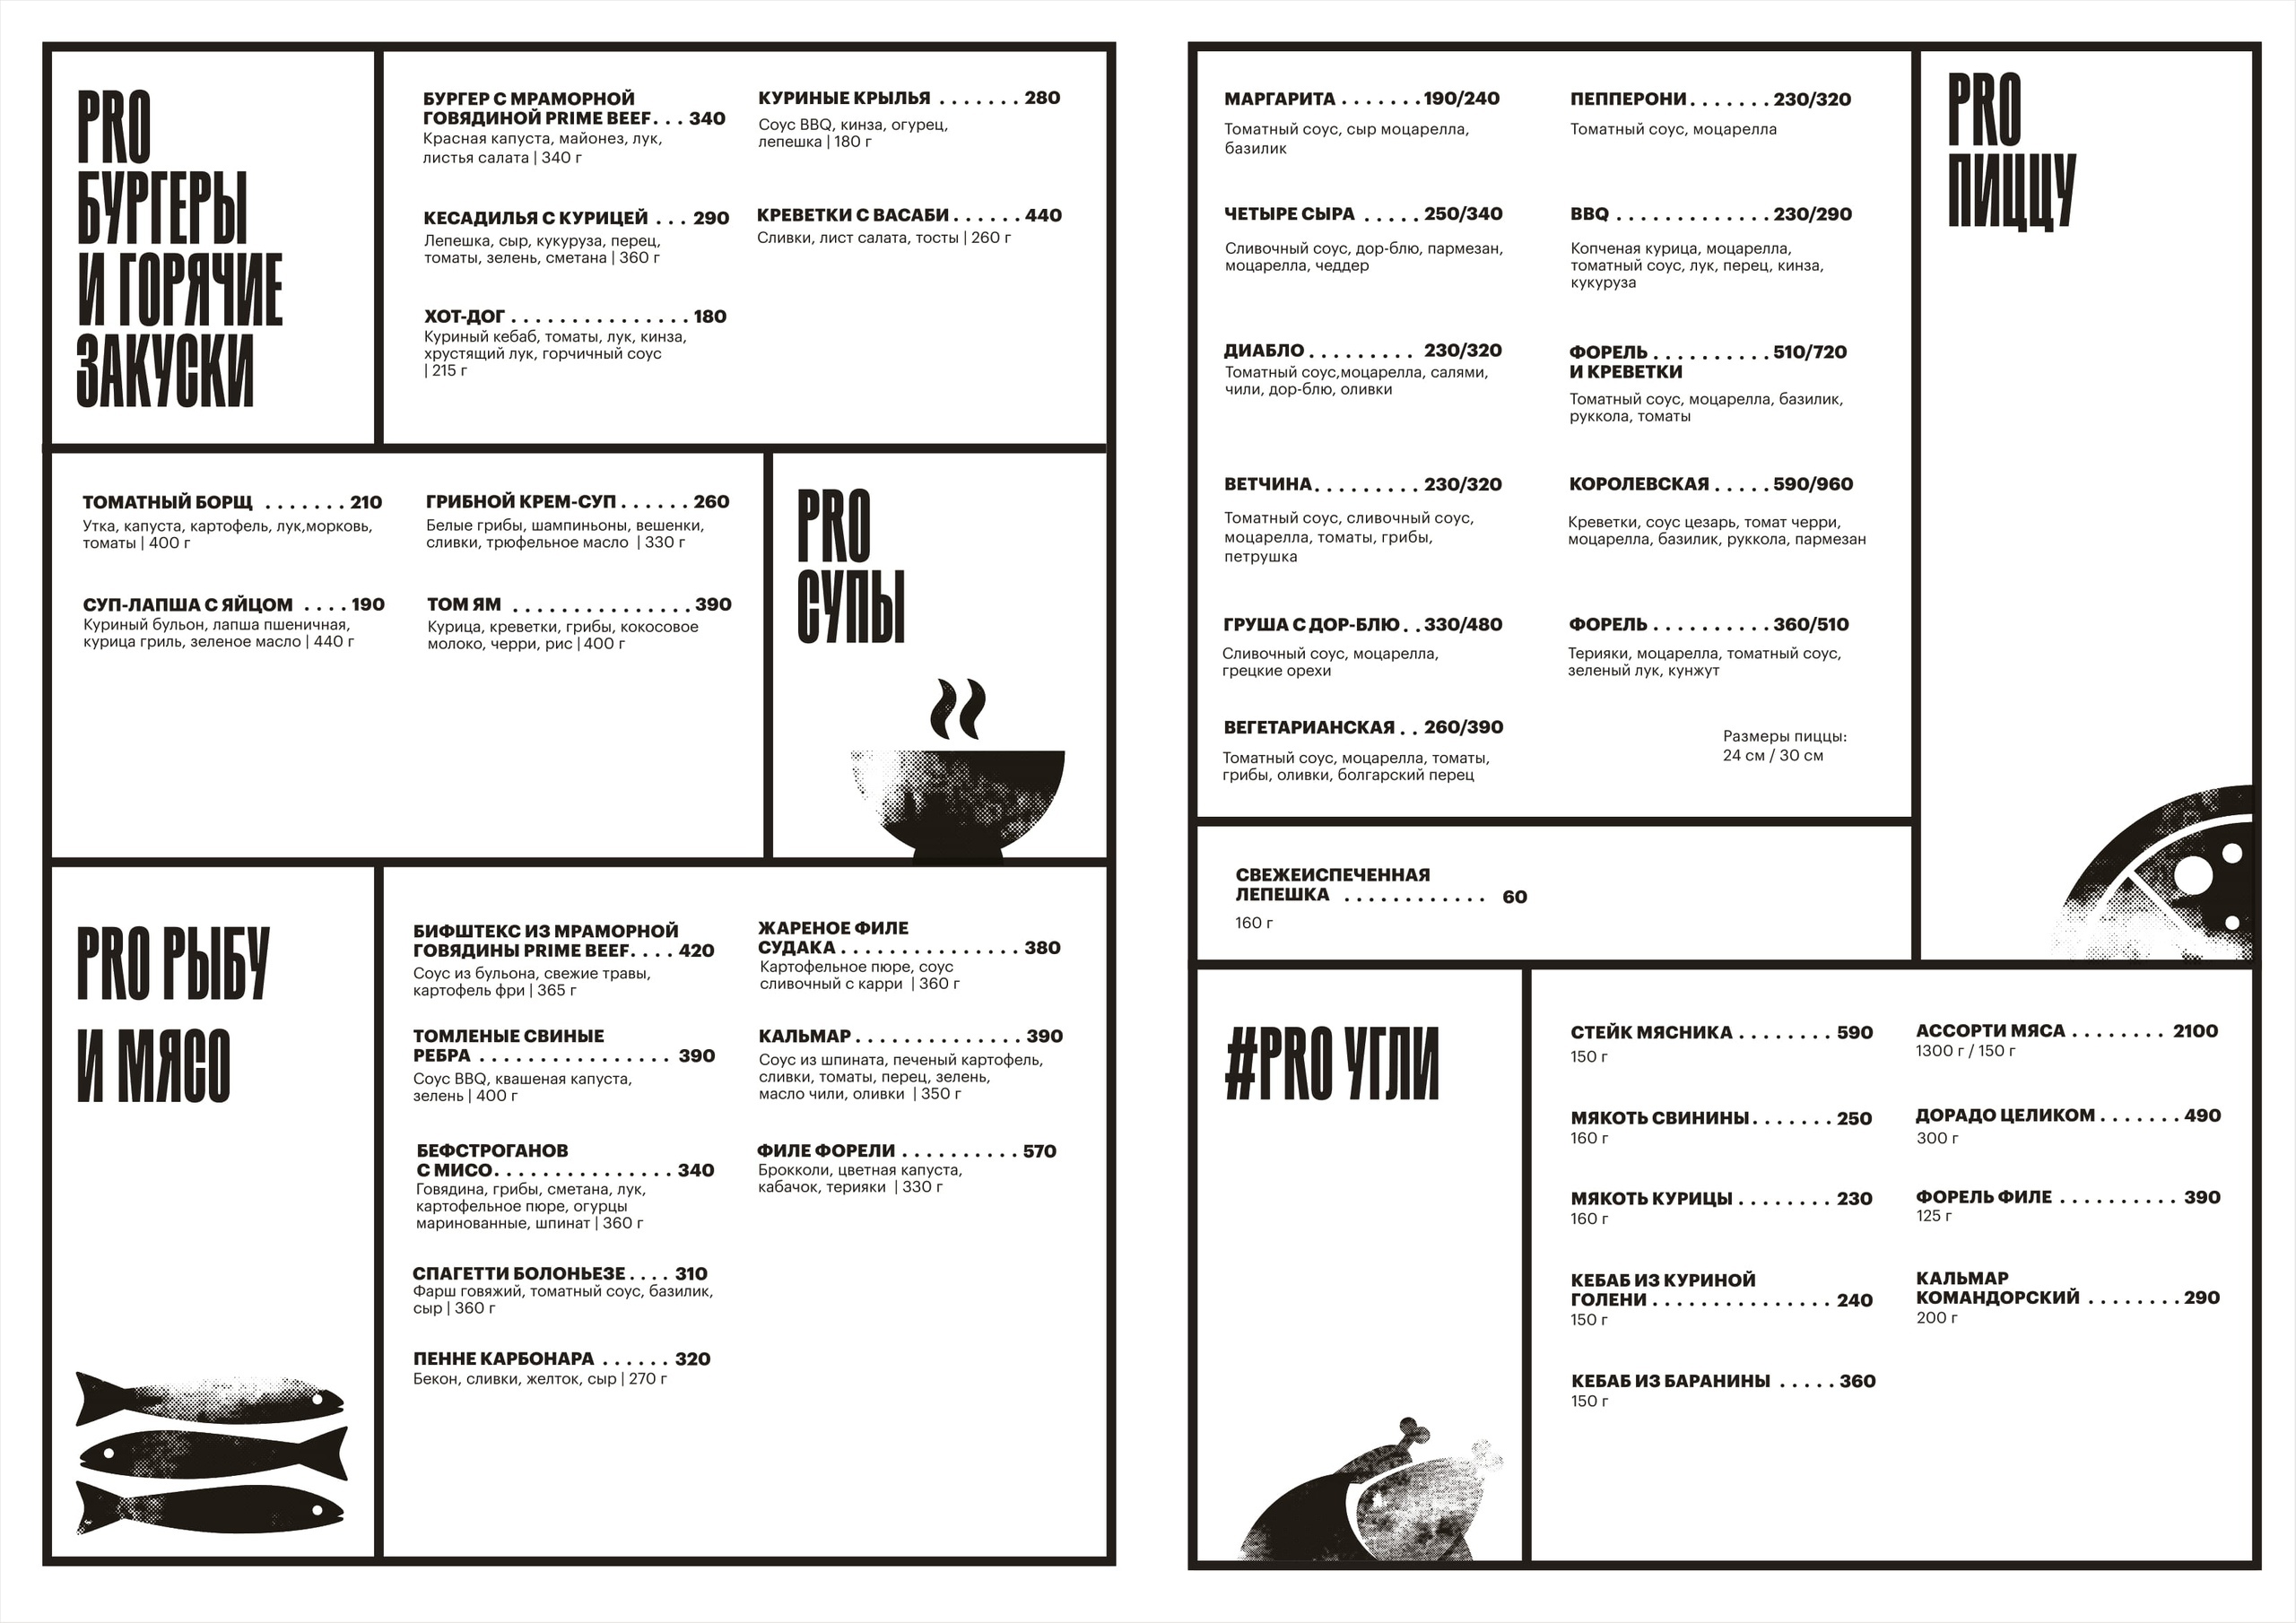 PRO
БУРГЕРЫ
И ГОРЯЧИЕ
ЗАКУСКИ
БУРГЕР С МРАМОРНОЙ
ГОВЯДИНОЙ PRIME BEEF. . . 340
Красная капуста, майонез, лук,
листья салата | 340 г
КЕСАДИЛЬЯ С КУРИЦЕЙ . . . 290
Лепешка, сыр, кукуруза, перец,
томаты, зелень, сметана | 360 г
ХОТ-ДОГ . . . . . . . . . . . . . . . 180
Куриный кебаб, томаты, лук, кинза,
хрустящий лук, горчичный соус
| 215 г
КУРИНЫЕ КРЫЛЬЯ . . . . . . . 280
Соус BBQ, кинза, огурец,
лепешка | 180 г
КРЕВЕТКИ С ВАСАБИ . . . . . . 440
Сливки, лист салата, тосты | 260 г
ТОМАТНЫЙ БОРЩ . . . . . . . 210
Утка, капуста, картофель, лук,морковь,
томаты | 400 г
СУП-ЛАПША С ЯЙЦОМ . . . . 190
Куриный бульон, лапша пшеничная,
курица гриль, зеленое масло | 440 г
ГРИБНОЙ КРЕМ-СУП . . . . . . 260
Белые грибы, шампиньоны, вешенки,
сливки, трюфельное масло | 330 г
ТОМ ЯМ . . . . . . . . . . . . . . . 390
Курица, креветки, грибы, кокосовое
молоко, черри, рис | 400 г
PRO
СУПЫ
PRO РЫБУ
И МЯСО
БИФШТЕКС ИЗ МРАМОРНОЙ
ГОВЯДИНЫ PRIME BEEF. . . . 420
Соус из бульона, свежие травы,
картофель фри | 365 г
ТОМЛЕНЫЕ СВИНЫЕ
РЕБРА . . . . . . . . . . . . . . . . 390
Соус BBQ, квашеная капуста,
зелень | 400 г
БЕФСТРОГАНОВ
С МИСО. . . . . . . . . . . . . . . 340
Говядина, грибы, сметана, лук,
картофельное пюре, огурцы
маринованные, шпинат | 360 г
СПАГЕТТИ БОЛОНЬЕЗЕ . . . . 310
Фарш говяжий, томатный соус, базилик,
сыр | 360 г
ПЕННЕ КАРБОНАРА . . . . . . 320
Бекон, сливки, желток, сыр | 270 г
ЖАРЕНОЕ ФИЛЕ
СУДАКА . . . . . . . . . . . . . . . 380
Картофельное пюре, соус
сливочный с карри | 360 г
КАЛЬМАР . . . . . . . . . . . . . . 390
Соус из шпината, печеный картофель,
сливки, томаты, перец, зелень,
масло чили, оливки | 350 г
ФИЛЕ ФОРЕЛИ . . . . . . . . . . 570
Брокколи, цветная капуста,
кабачок, терияки | 330 г
МАРГАРИТА . . . . . . . 190/240
Томатный соус, сыр моцарелла,
базилик
ЧЕТЫРЕ СЫРА . . . . . 250/340
Сливочный соус, дор-блю, пармезан,
моцарелла, чеддер
ДИАБЛО . . . . . . . . . 230/320
Томатный соус,моцарелла, салями,
чили, дор-блю, оливки
ВЕТЧИНА. . . . . . . . . 230/320
Томатный соус, сливочный соус,
моцарелла, томаты, грибы,
петрушка
ГРУША С ДОР-БЛЮ . . 330/480
Сливочный соус, моцарелла,
грецкие орехи
ВЕГЕТАРИАНСКАЯ . . 260/390
Томатный соус, моцарелла, томаты,
грибы, оливки, болгарский перец
ПЕППЕРОНИ. . . . . . . 230/320
Томатный соус, моцарелла
BBQ . . . . . . . . . . . . . 230/290
Копченая курица, моцарелла,
томатный соус, лук, перец, кинза,
кукуруза
ФОРЕЛЬ . . . . . . . . . . 510/720
И КРЕВЕТКИ
Томатный соус, моцарелла, базилик,
руккола, томаты
КОРОЛЕВСКАЯ . . . . . 590/960
Креветки, соус цезарь, томат черри,
моцарелла, базилик, руккола, пармезан
ФОРЕЛЬ . . . . . . . . . . 360/510
Терияки, моцарелла, томатный соус,
зеленый лук, кунжут
Размеры пиццы:
24 см / 30 см
PRO
ПИЦЦУ
СВЕЖЕИСПЕЧЕННАЯ
ЛЕПЕШКА . . . . . . . . . . . . 60
160 г
#PRO УГЛИ
СТЕЙК МЯСНИКА . . . . . . . . 590
150 г
МЯКОТЬ СВИНИНЫ. . . . . . . 250
160 г
МЯКОТЬ КУРИЦЫ . . . . . . . . 230
160 г
КЕБАБ ИЗ КУРИНОЙ
ГОЛЕНИ . . . . . . . . . . . . . . . 240
150 г
КЕБАБ ИЗ БАРАНИНЫ . . . . . 360
150 г
АССОРТИ МЯСА . . . . . . . . 2100
1300 г / 150 г
ДОРАДО ЦЕЛИКОМ . . . . . . . 490
300 г
ФОРЕЛЬ ФИЛЕ . . . . . . . . . . 390
125 г
КАЛЬМАР
КОМАНДОРСКИЙ . . . . . . . . 290
200 г